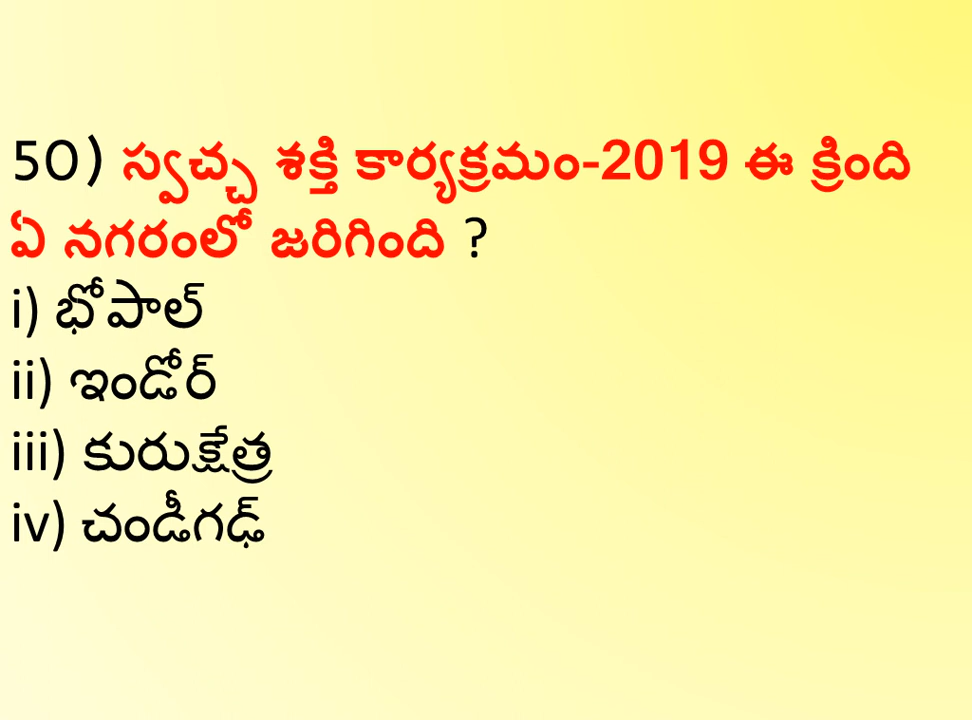 50) స్వచ్ఛ శక్తి కార్యక్రమం-2019 ఈ క్రింది
ఏ నగరంలో జరిగింది ?
i) భోపాల్
ii) ఇండోర్
iii) కురుక్షేత్ర
iv) చండీగఢ్